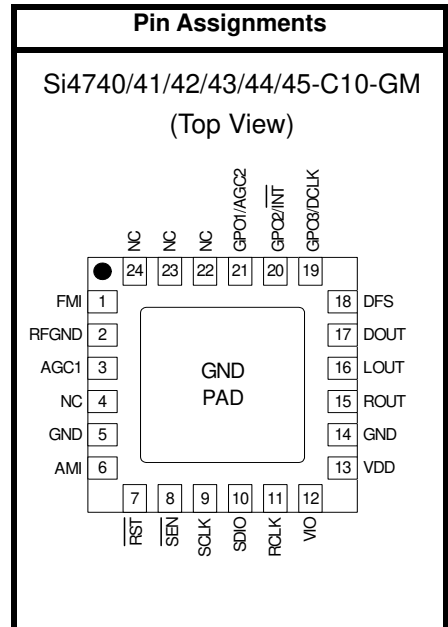 Pin Assignments
Si4740/41/42/43/44/45-C10-GM
(Top View)
NC
NC
NC
GPO1/AGC2
GPO2/INT
GPO3/DCLK
24 23 22 21 20 19
FMI 1
RFGND 2
AGC1 3
NC 4
GND 5
AMI 6
GND
PAD
18 DFS
17 DOUT
16 LOUT
15 ROUT
14 GND
13 VDD
7 8 9 10 11 12
RST
SEN
SCLK
SDIO
RCLK
VIO